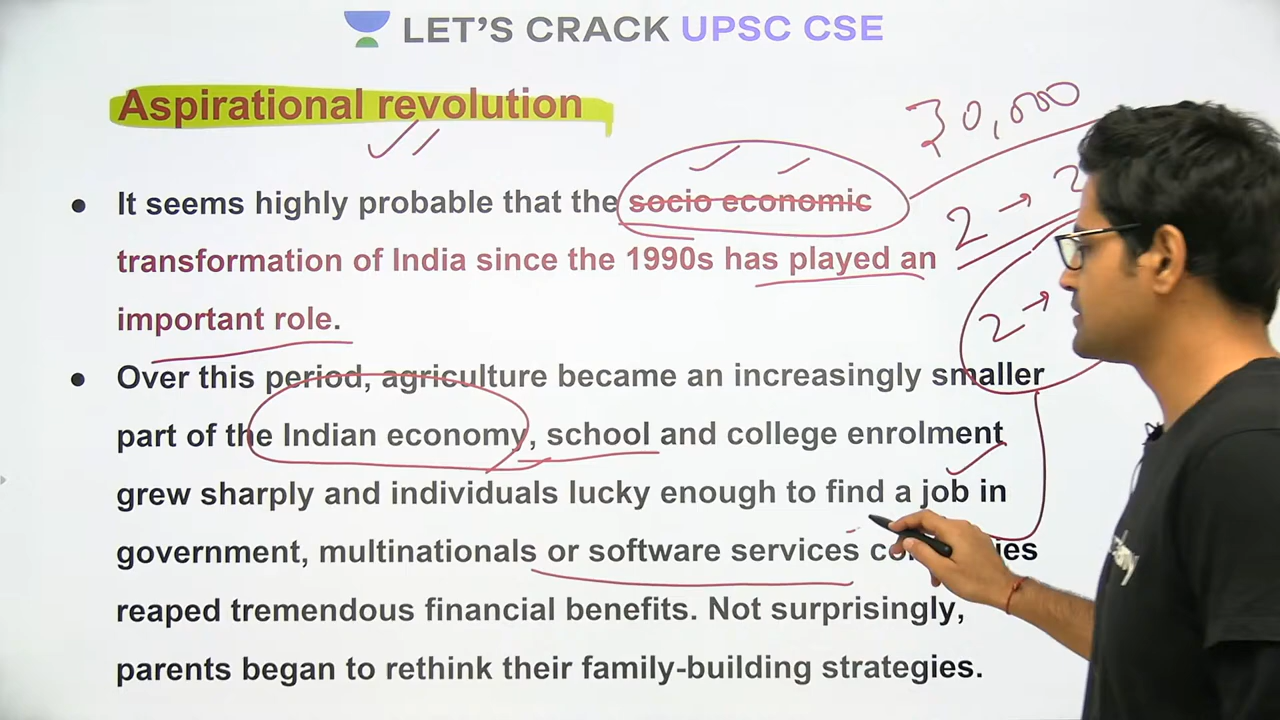 LET'S CRACK UPSC CSE
Aspirational revolution
30,000
● It seems highly probable that the socio economic
2 → 2
transformation of India since the 1990s has played an
important role.
2 →
● Over this period, agriculture became an increasingly smaller
part of the Indian economy, school and college enrolment
grew sharply and individuals lucky enough to find a job in
government, multinationals or software services
reaped tremendous financial benefits. Not surprisingly,
parents began to rethink their family-building strategies.